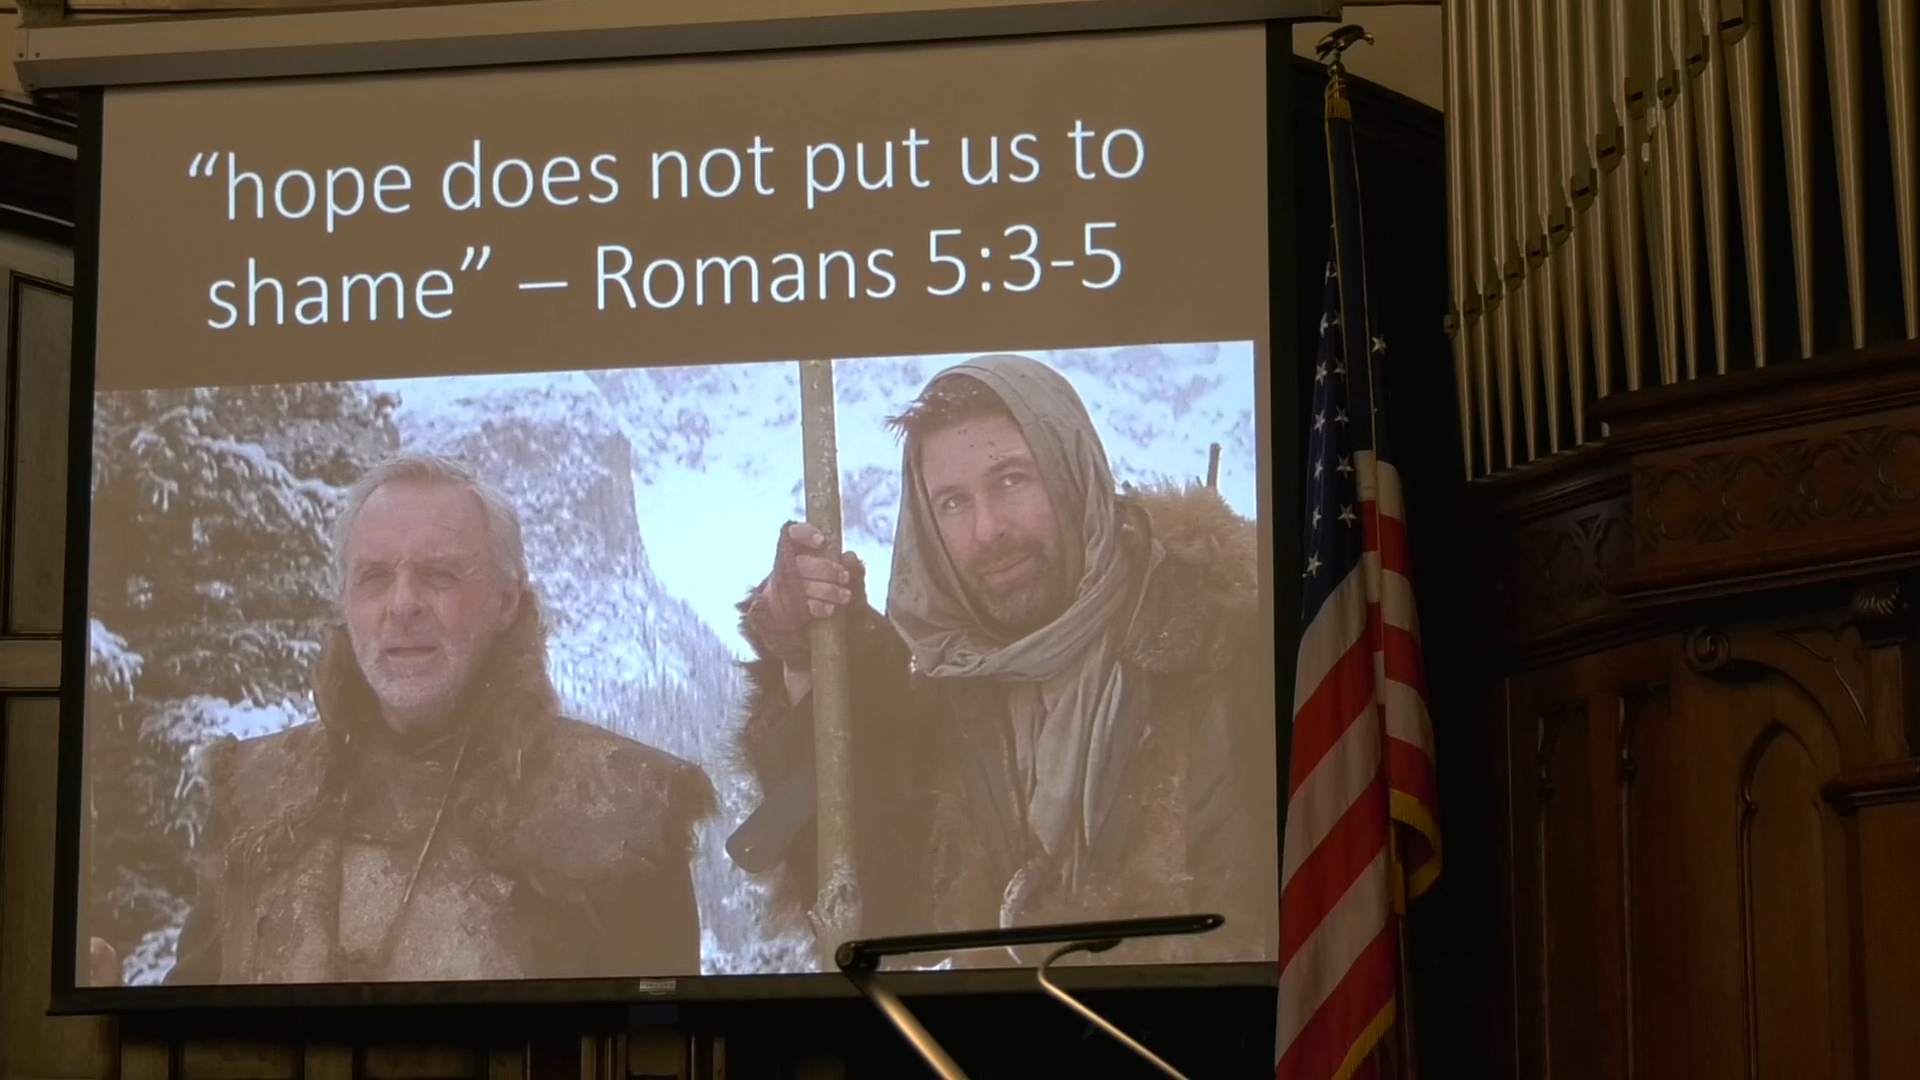 “hope does not put us to
shame” – Romans 5:3-5